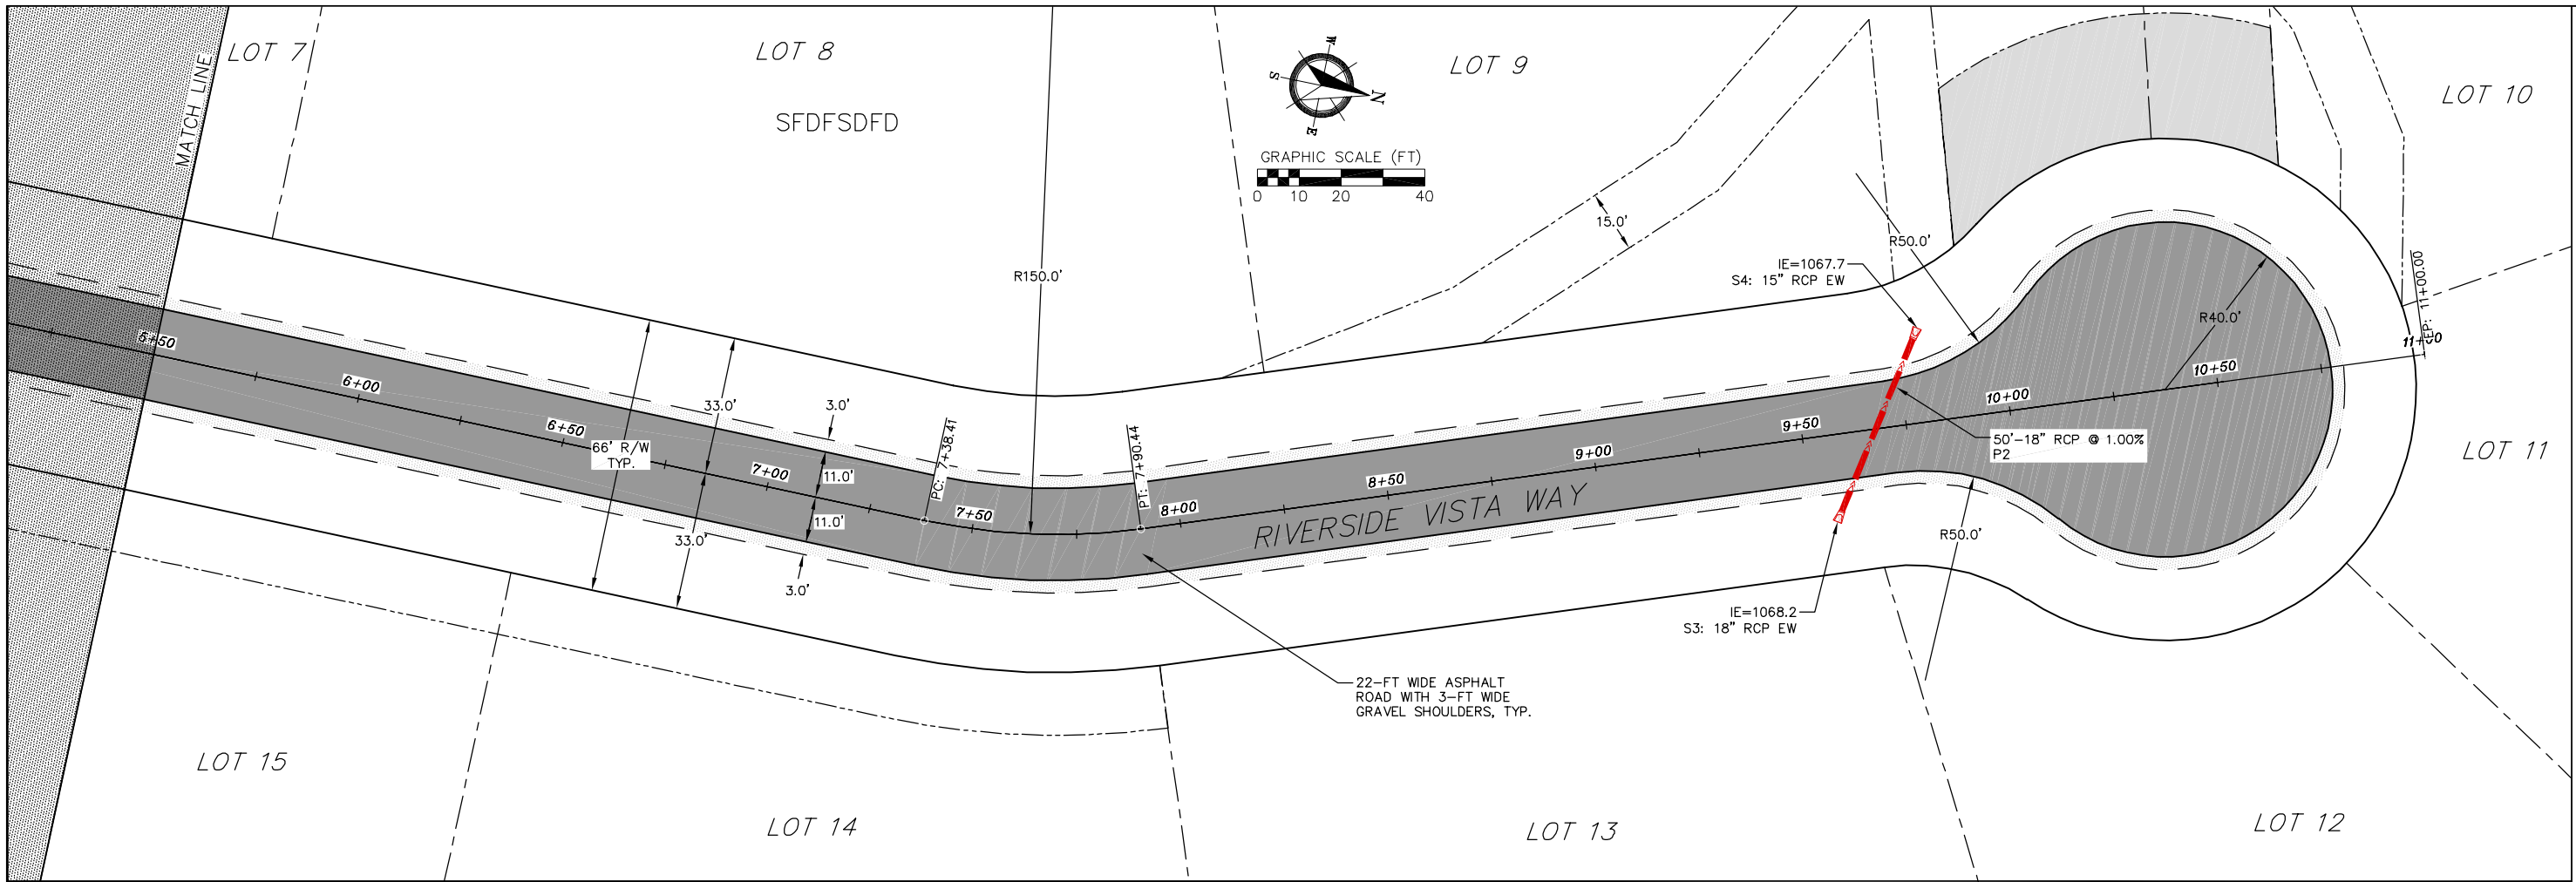 LOT 7
LOT 8
LOT 9
LOT 10
MATCH LINE
SFDFSDFD
W
S
N
E
GRAPHIC SCALE (FT)
0 10 20 40
15.0'
R50.0'
IE=1067.7
S4: 15" RCP EW
R150.0'
R40.0'
EP: 11+00.00
11+00
10+50
10+00
9+50
9+00
8+50
8+00
7+50
7+00
6+50
6+00
5+50
33.0'
3.0'
66' R/W
TYP.
11.0'
11.0'
33.0'
3.0'
PC: 7+38.41
PT: 7+90.44
RIVERSIDE VISTA WAY
50'-18" RCP @ 1.00%
P2
R50.0'
LOT 11
IE=1068.2
S3: 18" RCP EW
22-FT WIDE ASPHALT
ROAD WITH 3-FT WIDE
GRAVEL SHOULDERS, TYP.
LOT 15
LOT 14
LOT 13
LOT 12